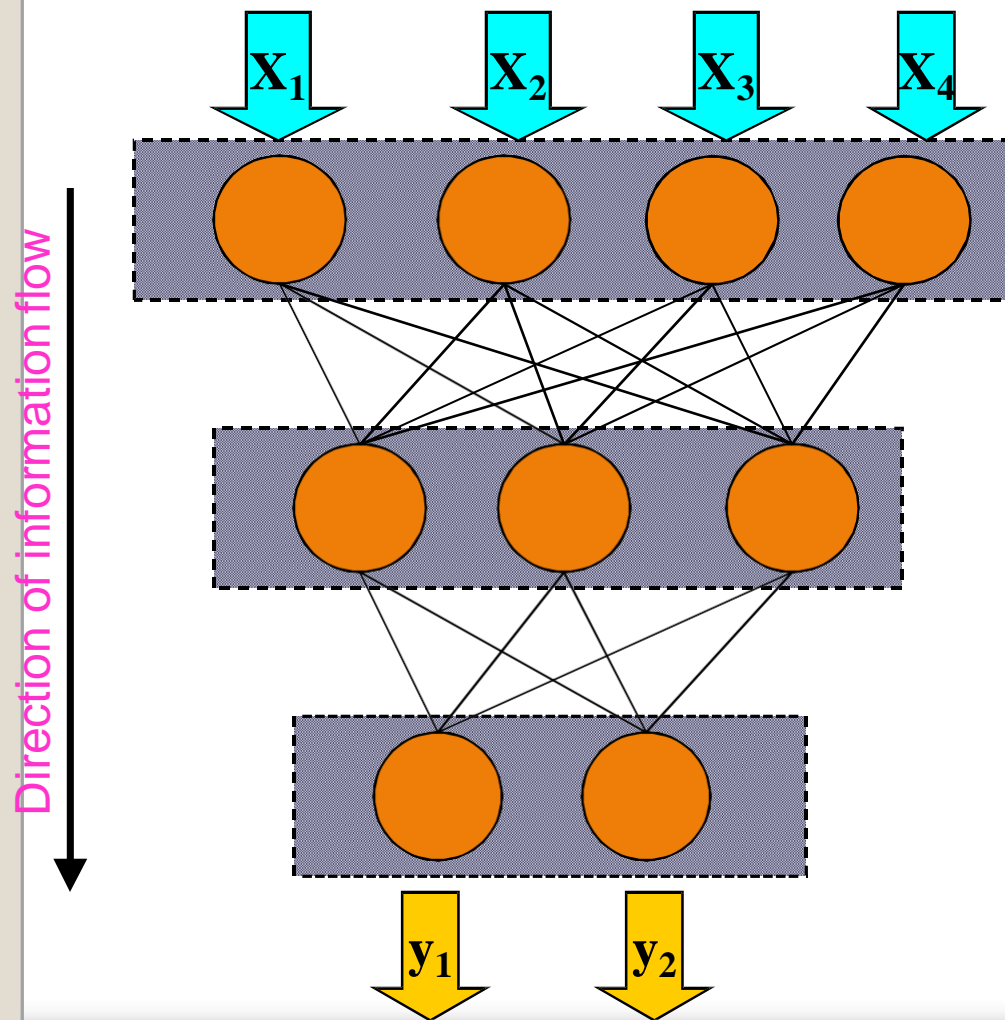 X₁ X₂ X₃ X₄
Direction of information flow
y₁ y₂